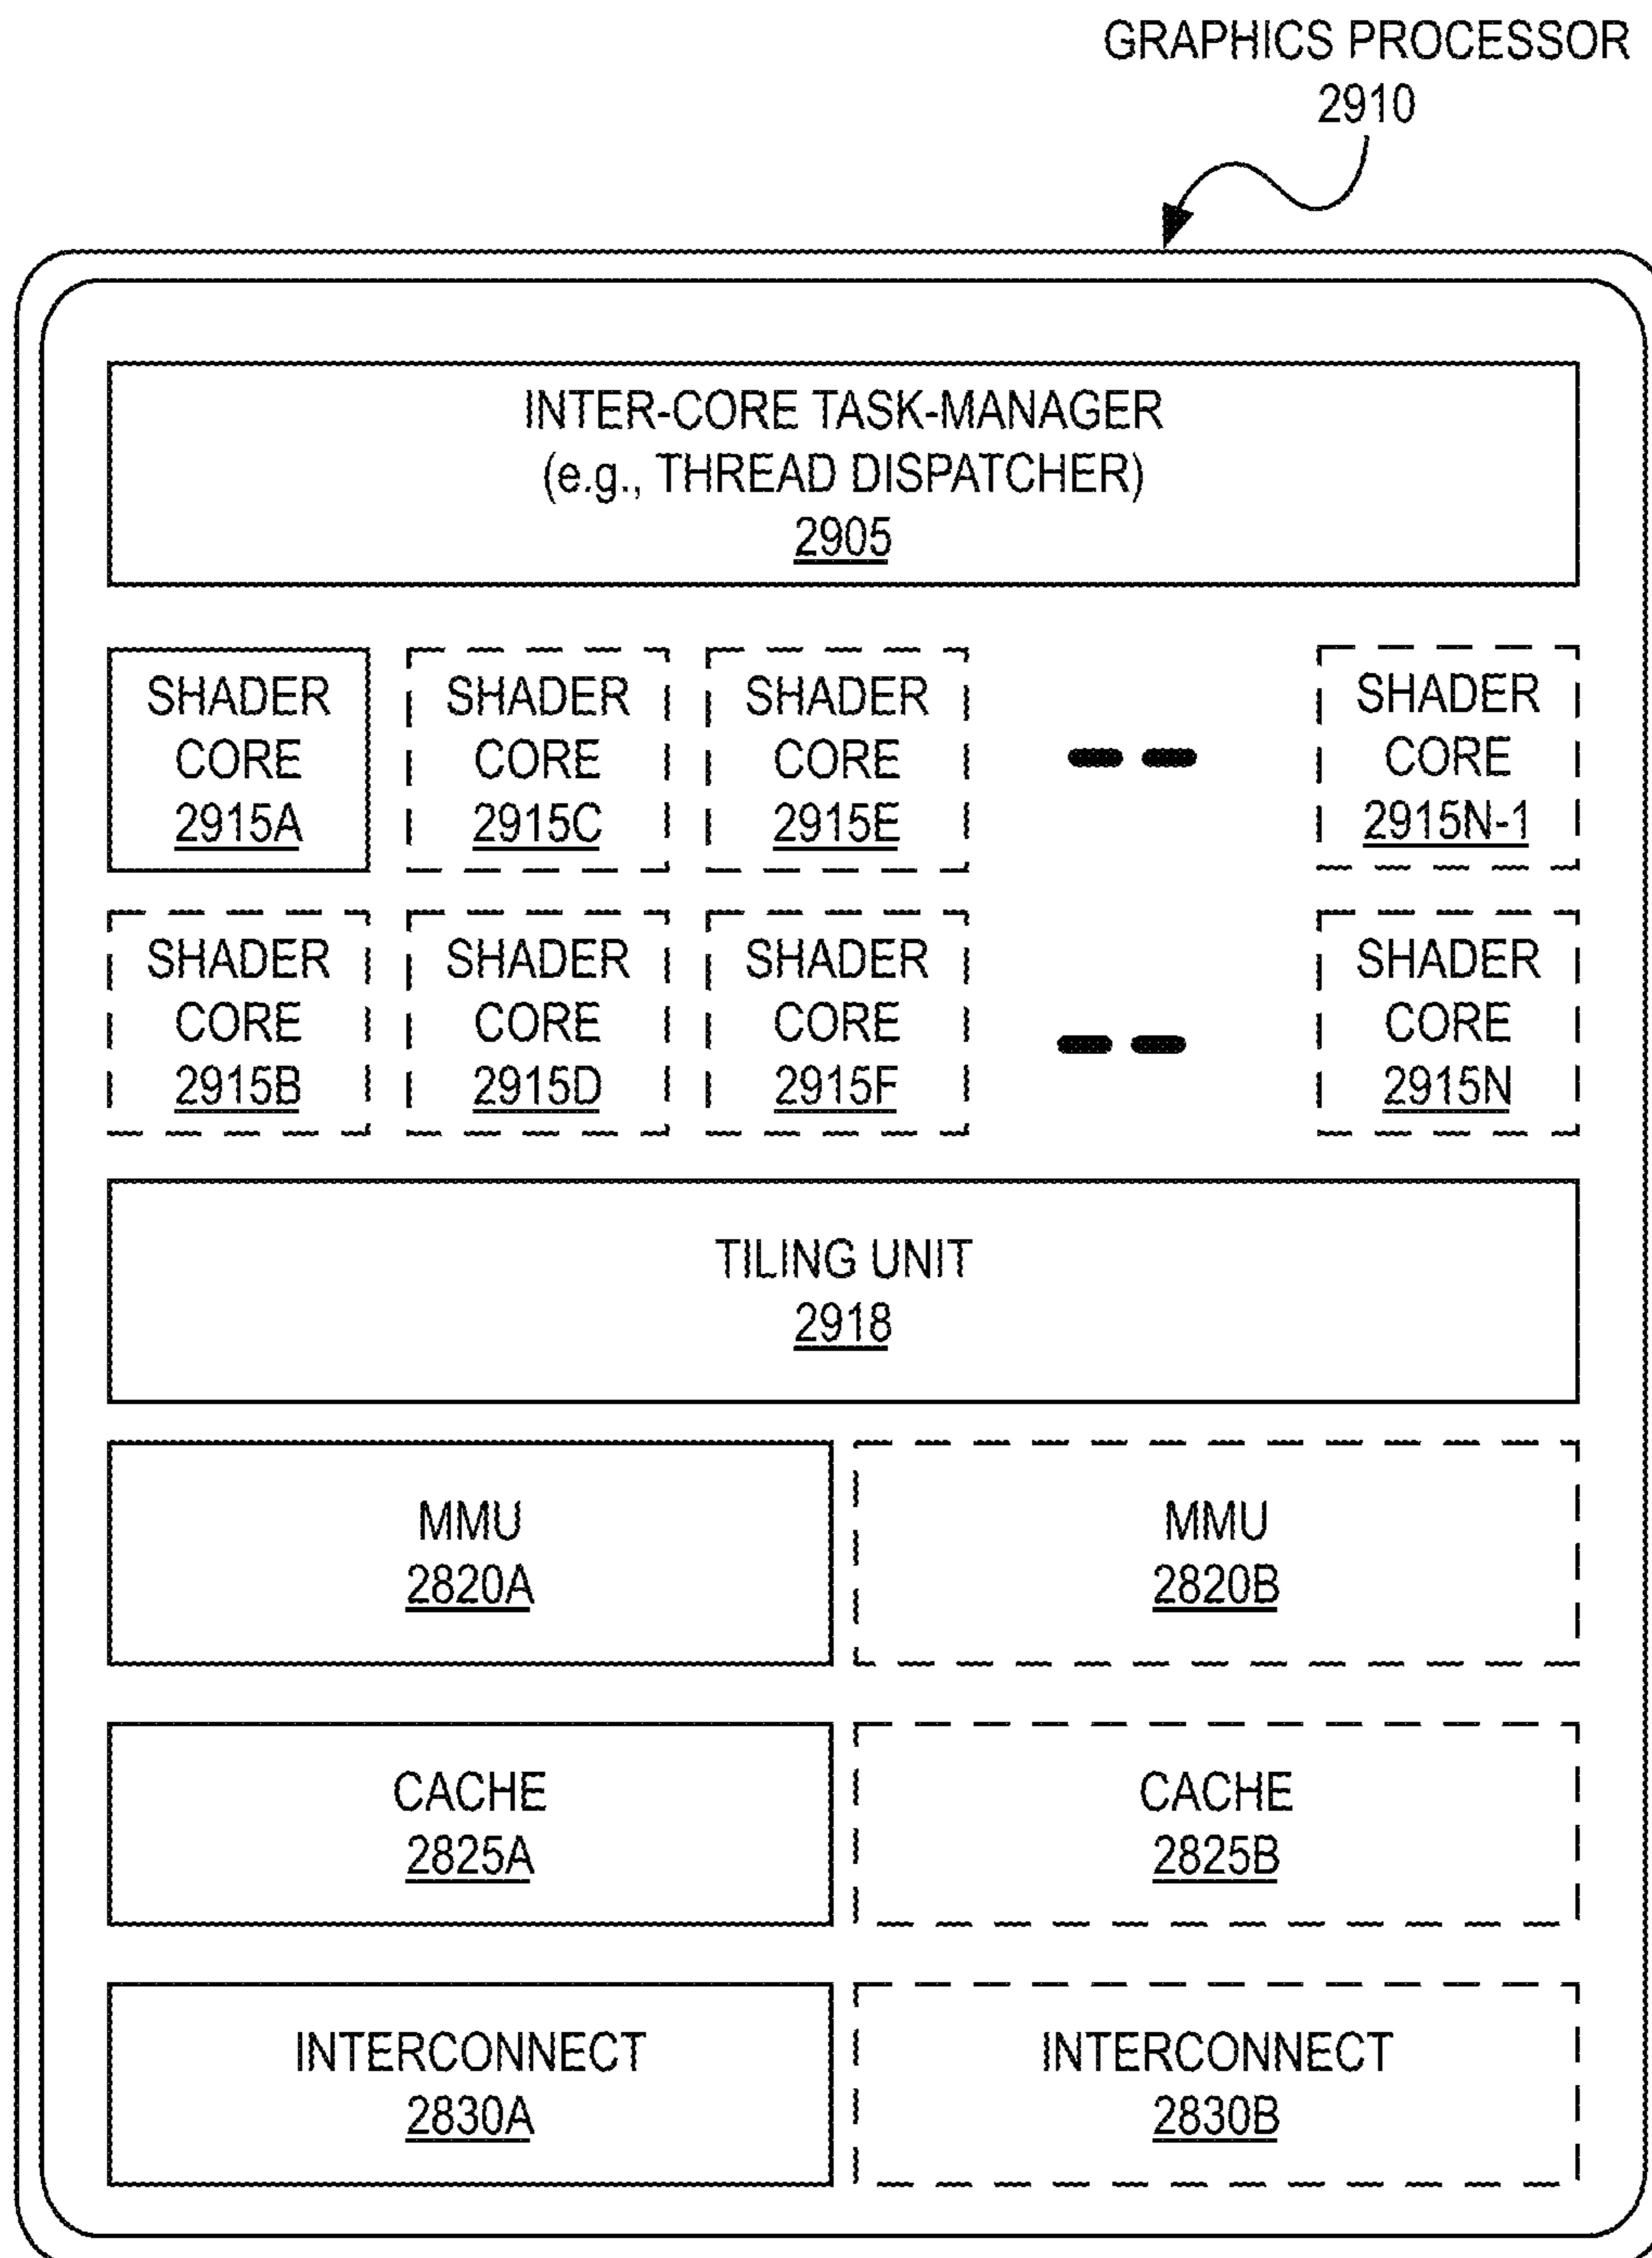 GRAPHICS PROCESSOR
2910
INTER-CORE TASK-MANAGER
(e.g., THREAD DISPATCHER)
2905
SHADER
CORE
2915A
SHADER
CORE
2915C
SHADER
CORE
2915E
SHADER
CORE
2915N-1
SHADER
CORE
2915B
SHADER
CORE
2915D
SHADER
CORE
2915F
SHADER
CORE
2915N
TILING UNIT
2918
MMU
2820A
MMU
2820B
CACHE
2825A
CACHE
2825B
INTERCONNECT
2830A
INTERCONNECT
2830B